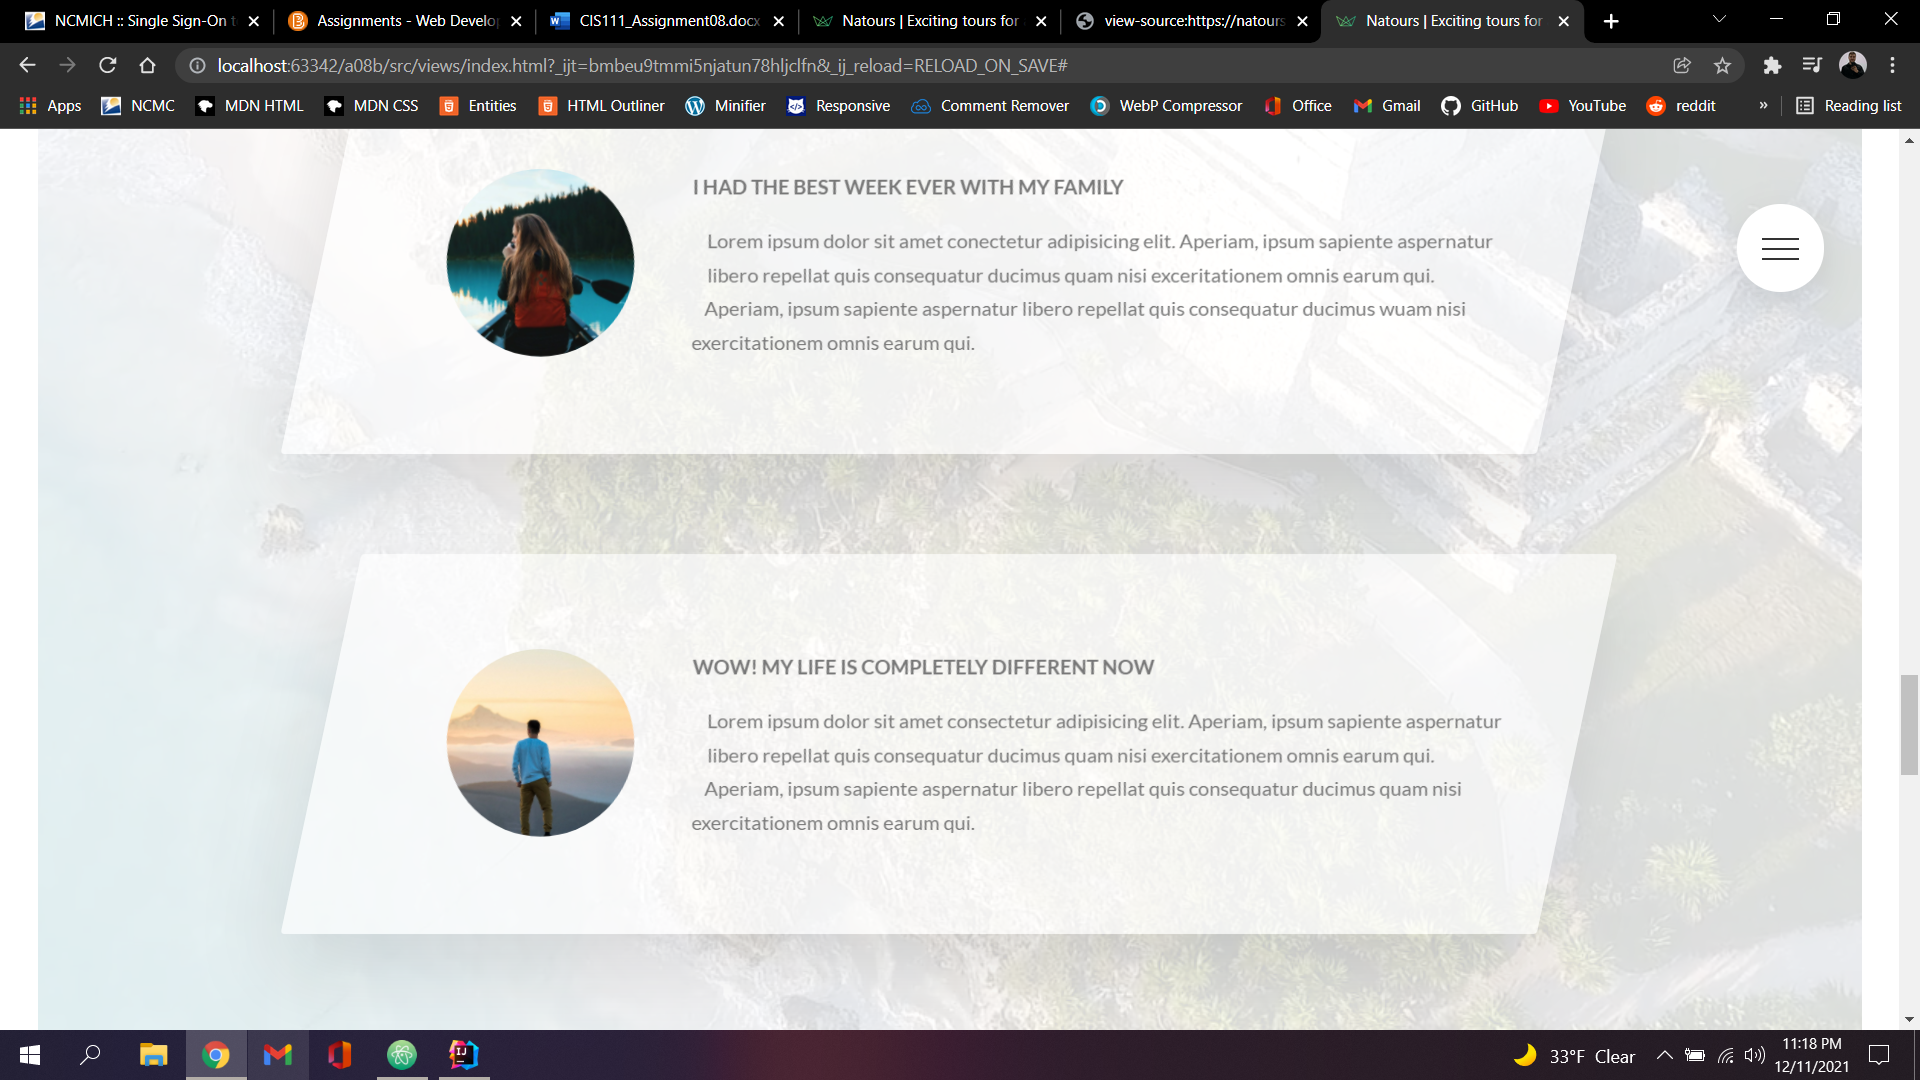 NCMICH :: Single Sign-On t
Assignments - Web Develop
CIS111_Assignment08.docx
Natours | Exciting tours for
view-source:https://natours
Natours | Exciting tours for
localhost:63342/a08b/src/views/index.html?_ijt=bmbeu9tmmi5njatun78hljclfn&_ij_reload=RELOAD_ON_SAVE#
Apps NCMC MDN HTML MDN CSS Entities HTML Outliner Minifier Responsive Comment Remover WebP Compressor Office Gmail GitHub YouTube reddit » Reading list
I HAD THE BEST WEEK EVER WITH MY FAMILY
Lorem ipsum dolor sit amet conectetur adipisicing elit. Aperiam, ipsum sapiente aspernatur
libero repellat quis consequatur ducimus quam nisi exceritationem omnis earum qui.
Aperiam, ipsum sapiente aspernatur libero repellat quis consequatur ducimus wuam nisi
exercitationem omnis earum qui.
WOW! MY LIFE IS COMPLETELY DIFFERENT NOW
Lorem ipsum dolor sit amet consectetur adipisicing elit. Aperiam, ipsum sapiente aspernatur
libero repellat quis consequatur ducimus quam nisi exercitationem omnis earum qui.
Aperiam, ipsum sapiente aspernatur libero repellat quis consequatur ducimus quam nisi
exercitationem omnis earum qui.
33°F Clear
11:18 PM
12/11/2021